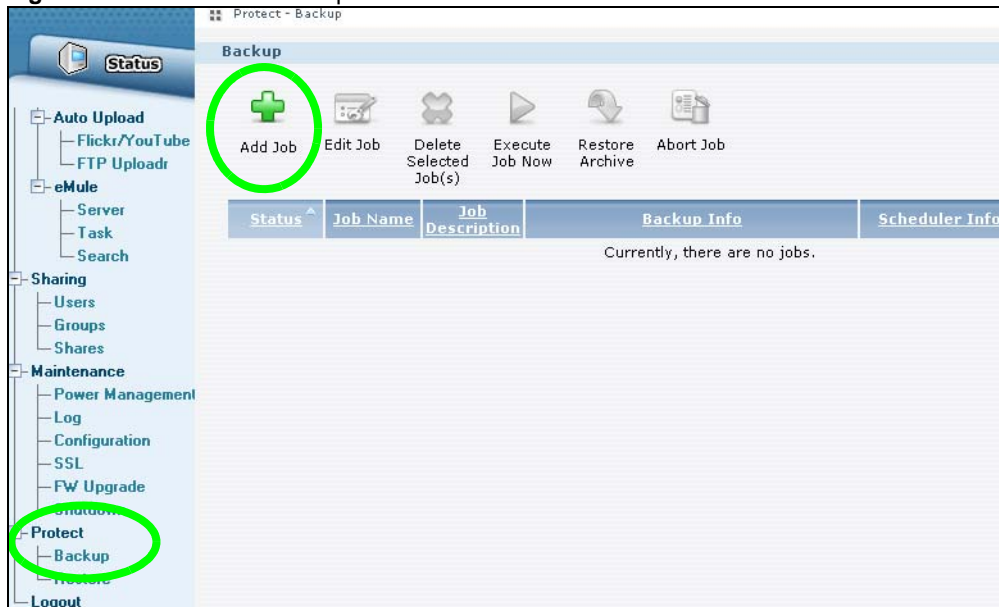 Protect - Backup
Status
Backup
Add Job
Edit Job
Delete Selected Job(s)
Execute Job Now
Restore Archive
Abort Job
Status
Job Name
Job Description
Backup Info
Scheduler Info
Currently, there are no jobs.
Auto Upload
Flickr/YouTube
FTP Uploadr
eMule
Server
Task
Search
Sharing
Users
Groups
Shares
Maintenance
Power Management
Log
Configuration
SSL
FW Upgrade
Protect
Backup
Logout